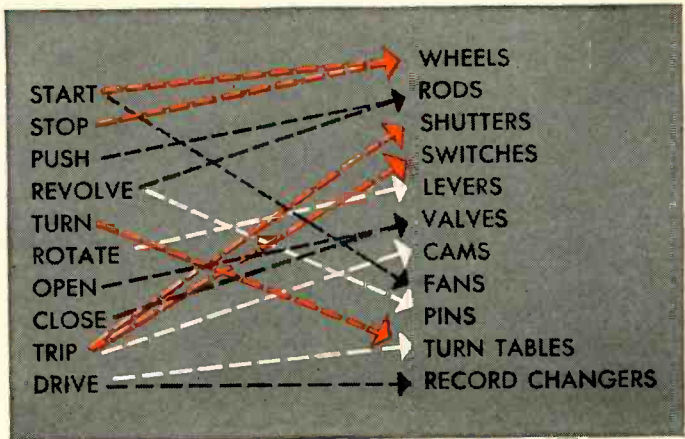 START
STOP
PUSH
REVOLVE
TURN
ROTATE
OPEN
CLOSE
TRIP
DRIVE
WHEELS
RODS
SHUTTERS
SWITCHES
LEVERS
VALVES
CAMS
FANS
PINS
TURN TABLES
RECORD CHANGERS